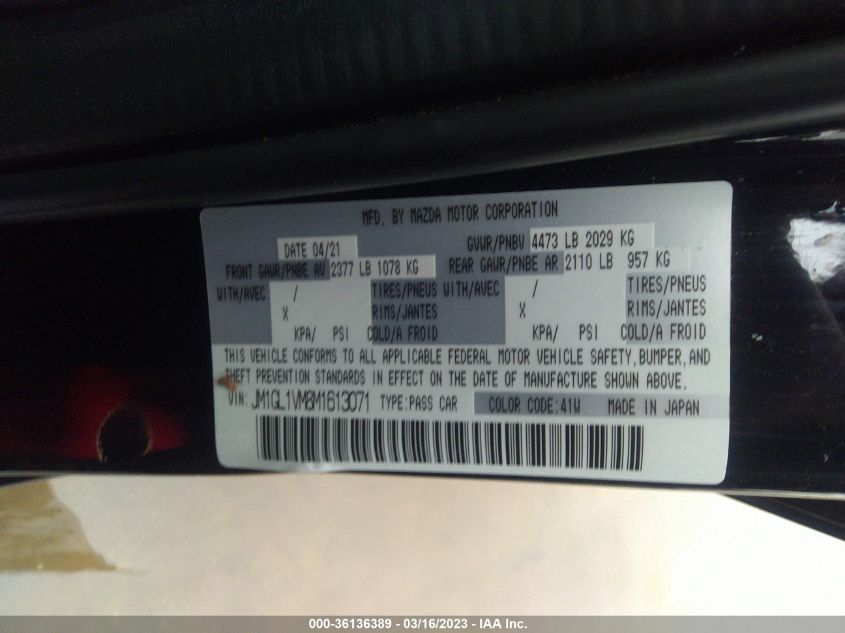 MFD. BY MAZDA MOTOR CORPORATION
DATE 04/21 GVWR/PNBV 4473 LB 2029 KG
FRONT GAWR/PNBE AV 2377 LB 1078 KG REAR GAWR/PNBE AR 2110 LB 957 KG
WITH/AVEC / TIRES/PNEUS WITH/AVEC / TIRES/PNEUS
X RIMS/JANTES X RIMS/JANTES
KPA/ PSI COLD/A FROID KPA/ PSI COLD/A FROID
THIS VEHICLE CONFORMS TO ALL APPLICABLE FEDERAL MOTOR VEHICLE SAFETY, BUMPER, AND
THEFT PREVENTION STANDARDS IN EFFECT ON THE DATE OF MANUFACTURE SHOWN ABOVE.
VIN: JM1GL1VM8M1613071 TYPE: PASS CAR COLOR CODE: 41W MADE IN JAPAN
000-36136389 - 03/16/2023 - IAA Inc.